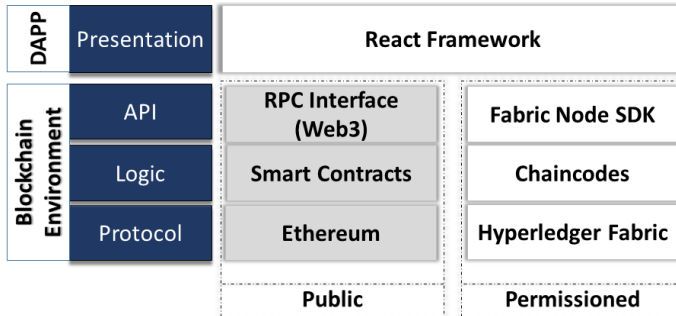 DAPP
Presentation
React Framework
Blockchain
Environment
API
RPC Interface
(Web3)
Fabric Node SDK
Logic
Smart Contracts
Chaincodes
Protocol
Ethereum
Hyperledger Fabric
Public
Permissioned